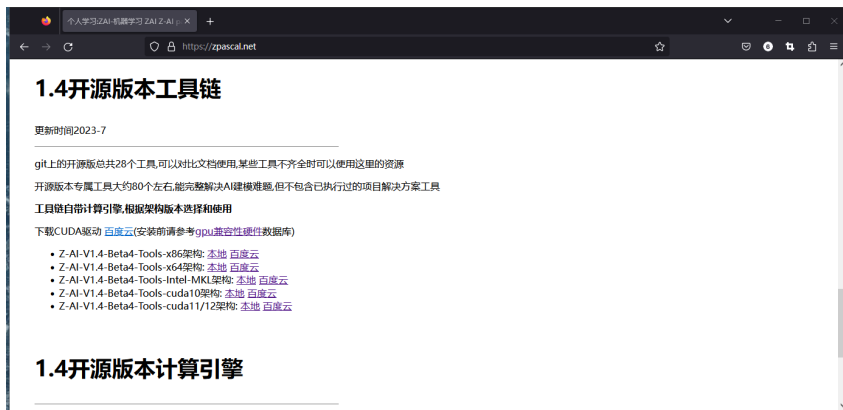 个人学习:ZAI-机器学习 ZAI Z-AI p
https://zpascal.net
1.4开源版本工具链
更新时间2023-7
git上的开源版总共28个工具,可以对比文档使用,某些工具不齐全时可以使用这里的资源
开源版本专属工具大约80个左右,能完整解决AI建模难题,但不包含已执行过的项目解决方案工具
工具链自带计算引擎,根据架构版本选择和使用
下载CUDA驱动 百度云(安装前请参考gpu兼容性硬件数据库)
Z-AI-V1.4-Beta4-Tools-x86架构: 本地 百度云
Z-AI-V1.4-Beta4-Tools-x64架构: 本地 百度云
Z-AI-V1.4-Beta4-Tools-Intel-MKL架构: 本地 百度云
Z-AI-V1.4-Beta4-Tools-cuda10架构: 本地 百度云
Z-AI-V1.4-Beta4-Tools-cuda11/12架构: 本地 百度云
1.4开源版本计算引擎